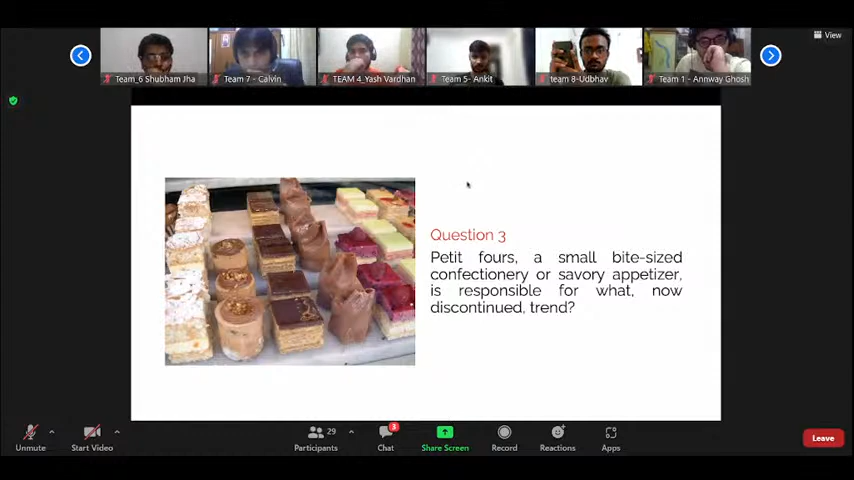 View
Team_6 Shubham Jha
Team 7 - Calvin
TEAM 4_Yash Vardhan
Team 5- Ankit
team 8-Udbhav
Team 1 - Annway Ghosh
Question 3
Petit fours, a small bite-sized
confectionery or savory appetizer,
is responsible for what, now
discontinued, trend?
29
3
Unmute
Start Video
Participants
Chat
Share Screen
Record
Reactions
Apps
Leave